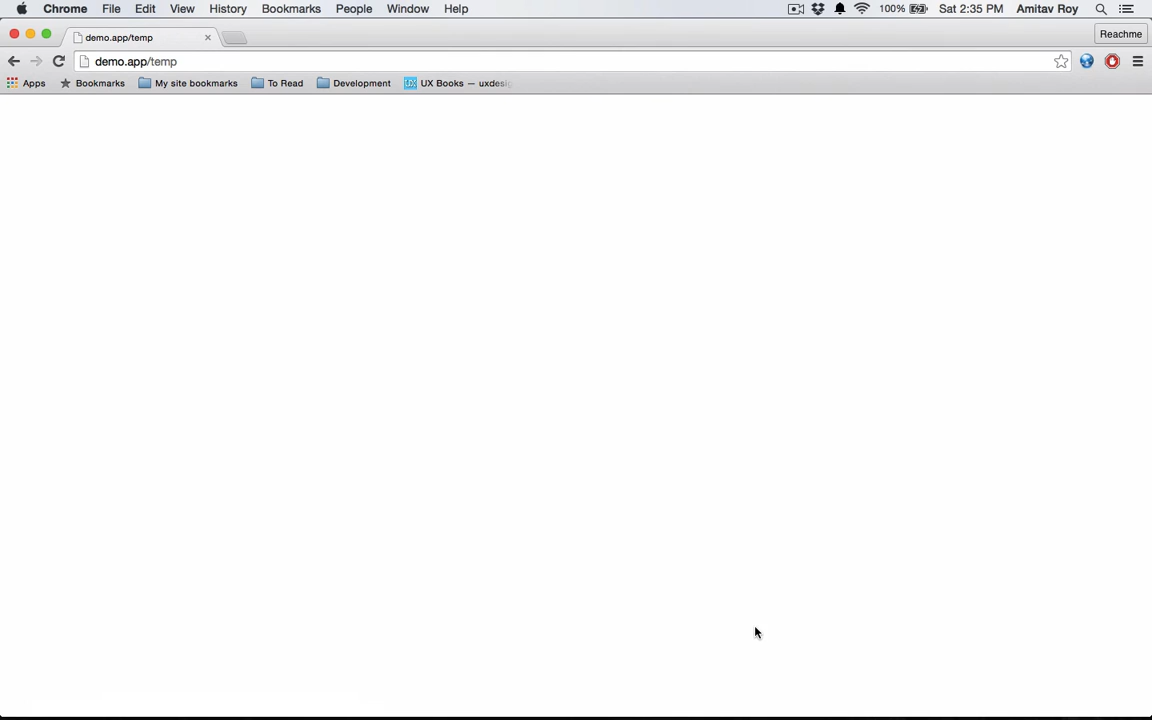 Chrome File Edit View History Bookmarks People Window Help 100% Sat 2:35 PM Amitav Roy
demo.app/temp Reachme
demo.app/temp
Apps Bookmarks My site bookmarks To Read Development UX Books — uxdesig